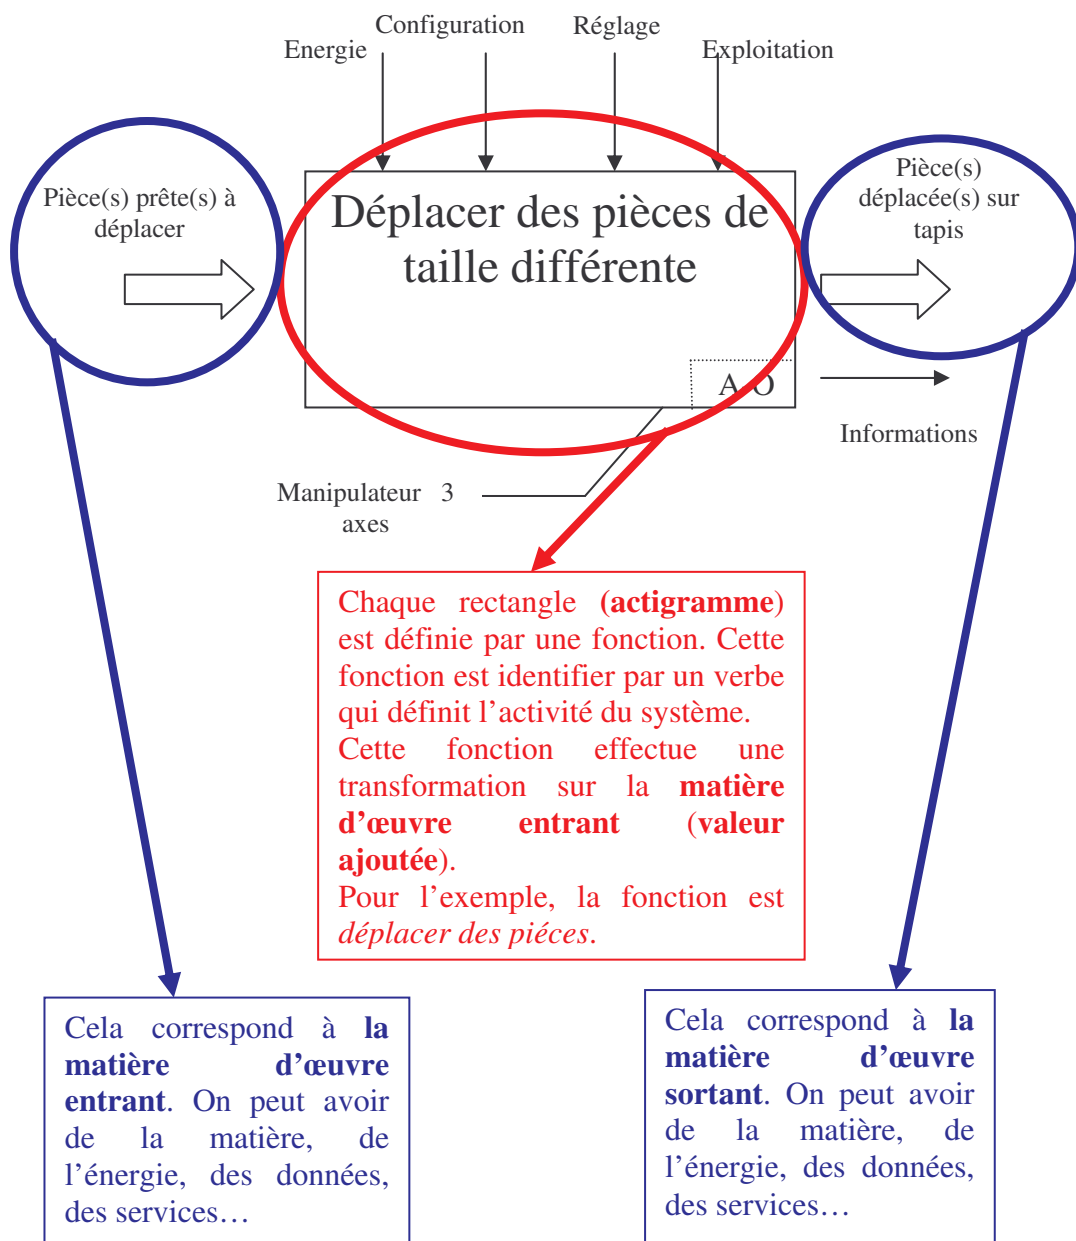 Energie
Configuration
Réglage
Exploitation
Pièce(s) prête(s) à
déplacer
Déplacer des pièces de
taille différente
Pièce(s)
déplacée(s) sur
tapis
A-O
Informations
Manipulateur 3
axes
Chaque rectangle (actigramme)
est définie par une fonction. Cette
fonction est identifier par un verbe
qui définit l’activité du système.
Cette fonction effectue une
transformation sur la matière
d’œuvre entrant (valeur
ajoutée).
Pour l’exemple, la fonction est
déplacer des piéces.
Cela correspond à la
matière d’œuvre
entrant. On peut avoir
de la matière, de
l’énergie, des données,
des services…
Cela correspond à la
matière d’œuvre
sortant. On peut avoir
de la matière, de
l’énergie, des données,
des services…